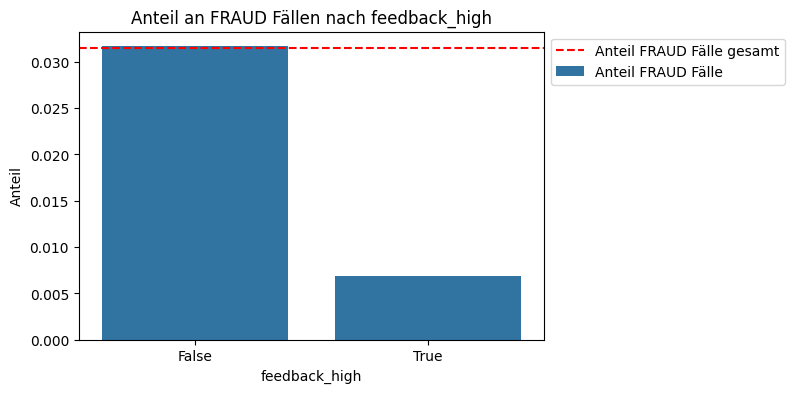 Anteil an FRAUD Fällen nach feedback_high
Anteil FRAUD Fälle gesamt
Anteil FRAUD Fälle
Anteil
0.030
0.025
0.020
0.015
0.010
0.005
0.000
False
True
feedback_high